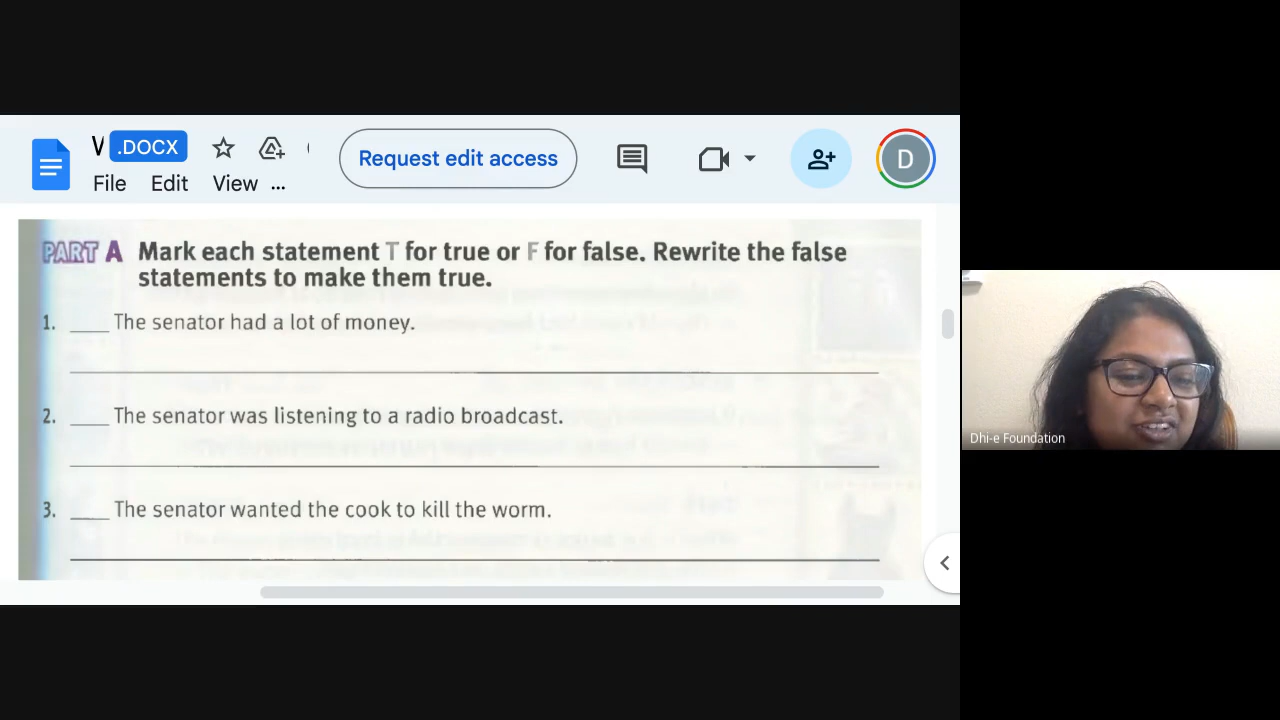 V .DOCX
Request edit access
D
File Edit View ...
PART A Mark each statement T for true or F for false. Rewrite the false
statements to make them true.
1. ____ The senator had a lot of money.
2. ____ The senator was listening to a radio broadcast.
3. ____ The senator wanted the cook to kill the worm.
Dhi-e Foundation